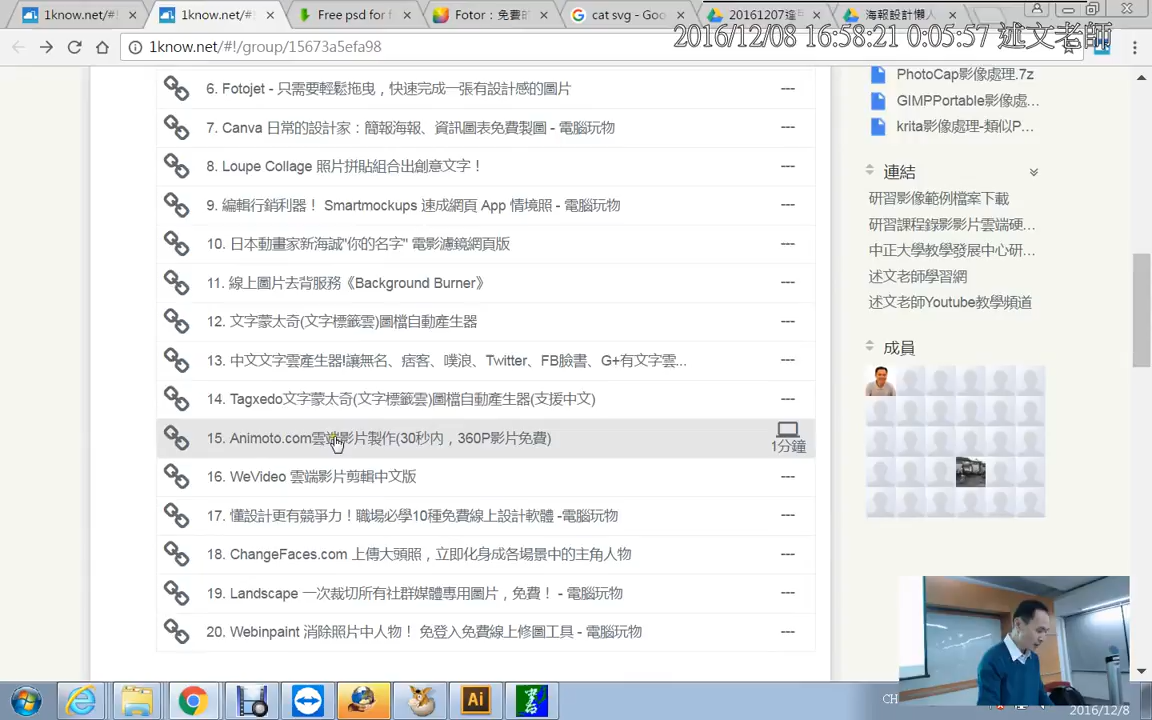 1know.net/#!
1know.net/#!
Free psd for f
Fotor：免費的
cat svg - Goo
20161207逢甲
海報設計懶人
1know.net/#!/group/15673a5efa98
2016/12/08 16:58:21 0:05:57 述文老師
6. Fotojet - 只需要輕鬆拖曳，快速完成一張有設計感的圖片
---
7. Canva 日常的設計家：簡報海報、資訊圖表免費製圖 - 電腦玩物
---
8. Loupe Collage 照片拼貼組合出創意文字！
---
9. 編輯行銷利器！ Smartmockups 速成網頁 App 情境照 - 電腦玩物
---
10. 日本動畫家新海誠"你的名字" 電影濾鏡網頁版
---
11. 線上圖片去背服務《Background Burner》
---
12. 文字蒙太奇(文字標籤雲)圖檔自動產生器
---
13. 中文文字雲產生器!讓無名、痞客、噗浪、Twitter、FB臉書、G+有文字雲...
---
14. Tagxedo文字蒙太奇(文字標籤雲)圖檔自動產生器(支援中文)
---
15. Animoto.com雲端影片製作(30秒內，360P影片免費)
1分鐘
16. WeVideo 雲端影片剪輯中文版
---
17. 懂設計更有競爭力！職場必學10種免費線上設計軟體 -電腦玩物
---
18. ChangeFaces.com 上傳大頭照，立即化身成各場景中的主角人物
---
19. Landscape 一次裁切所有社群媒體專用圖片，免費！ - 電腦玩物
---
20. Webinpaint 消除照片中人物！ 免登入免費線上修圖工具 - 電腦玩物
---
PhotoCap影像處理.7z
GIMPPortable影像處...
krita影像處理-類似P...
連結
研習影像範例檔案下載
研習課程錄影影片雲端硬...
中正大學教學發展中心研...
述文老師學習網
述文老師Youtube教學頻道
成員
Ai
CH
2016/12/8